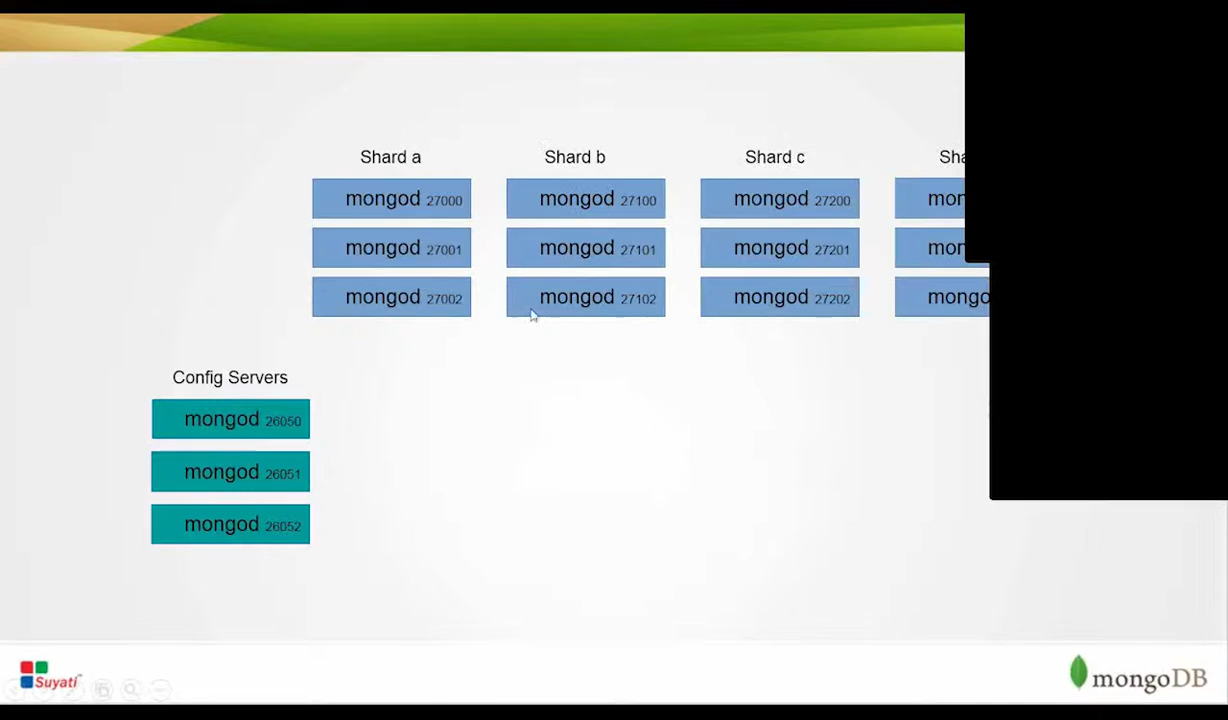 Shard a
Shard b
Shard c
mongod 27000
mongod 27100
mongod 27200
mongod 27001
mongod 27101
mongod 27201
mongod 27002
mongod 27102
mongod 27202
Config Servers
mongod 26050
mongod 26051
mongod 26052
Suyati
mongoDB